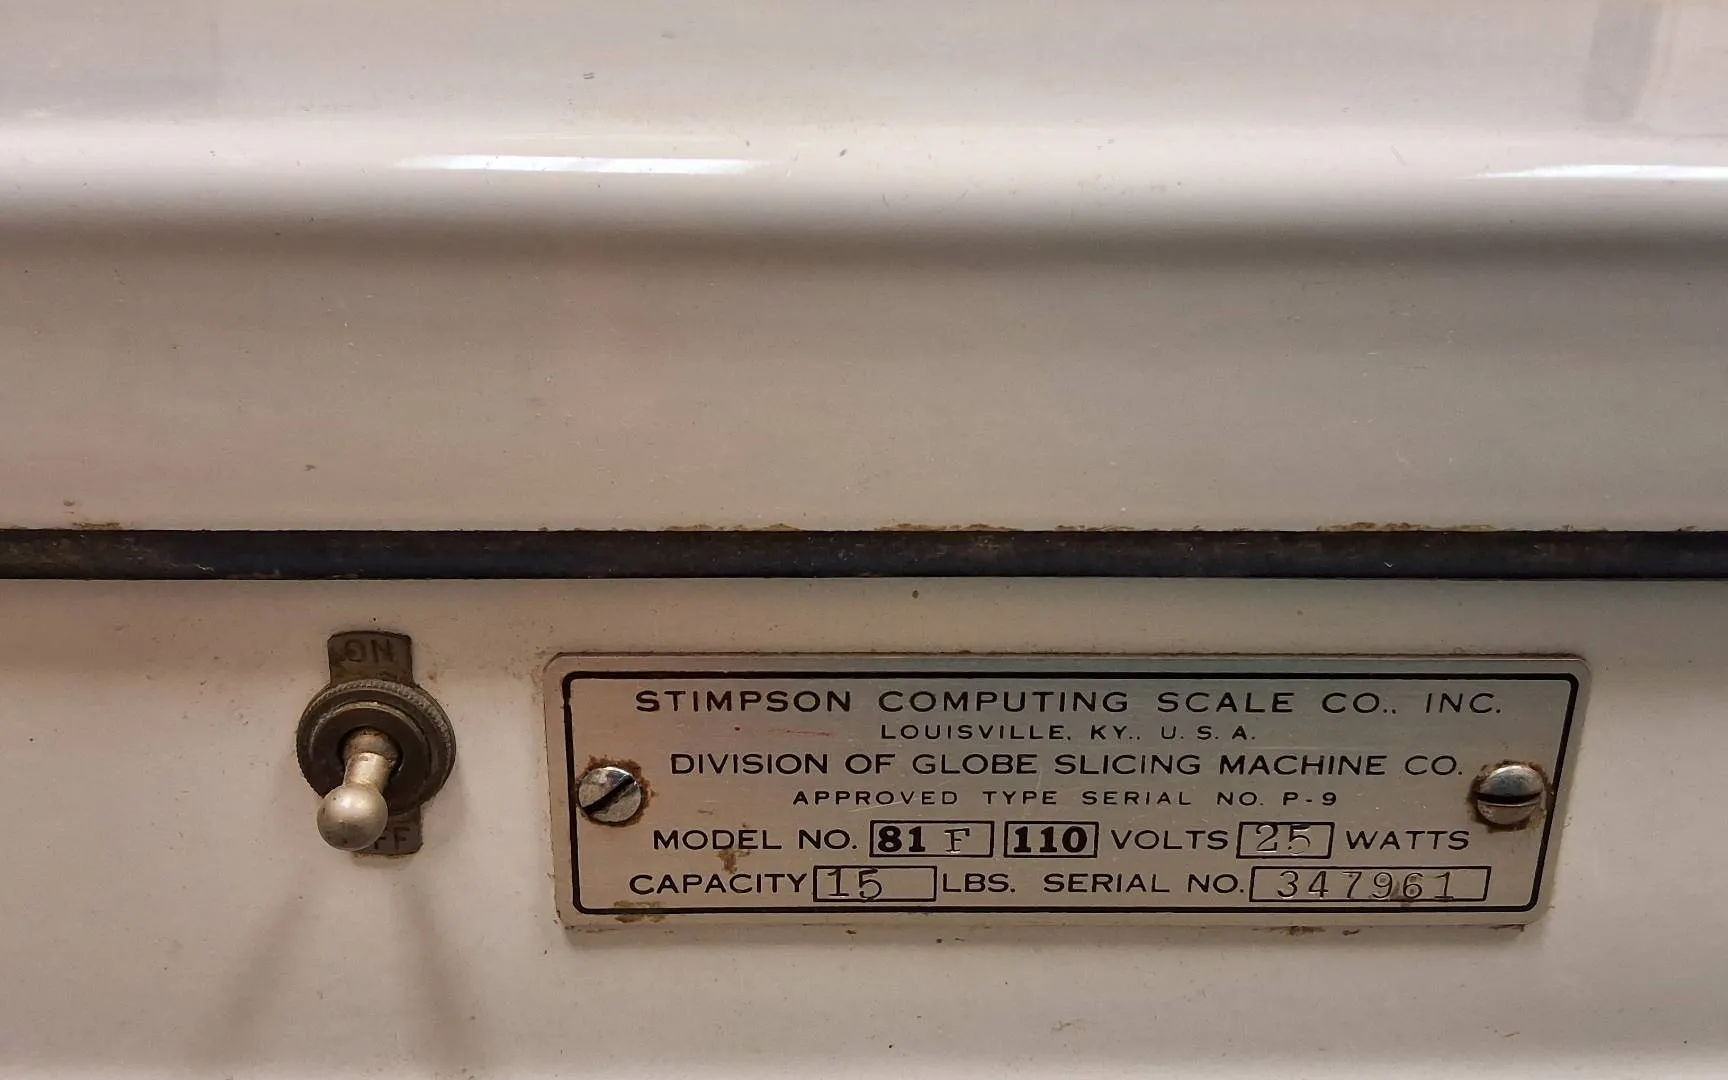 ON
FF
STIMPSON COMPUTING SCALE CO., INC.
LOUISVILLE, KY., U. S. A.
DIVISION OF GLOBE SLICING MACHINE CO.
APPROVED TYPE SERIAL NO. P-9
MODEL NO. 81 F 110 VOLTS 25 WATTS
CAPACITY 15 LBS. SERIAL NO. 347961